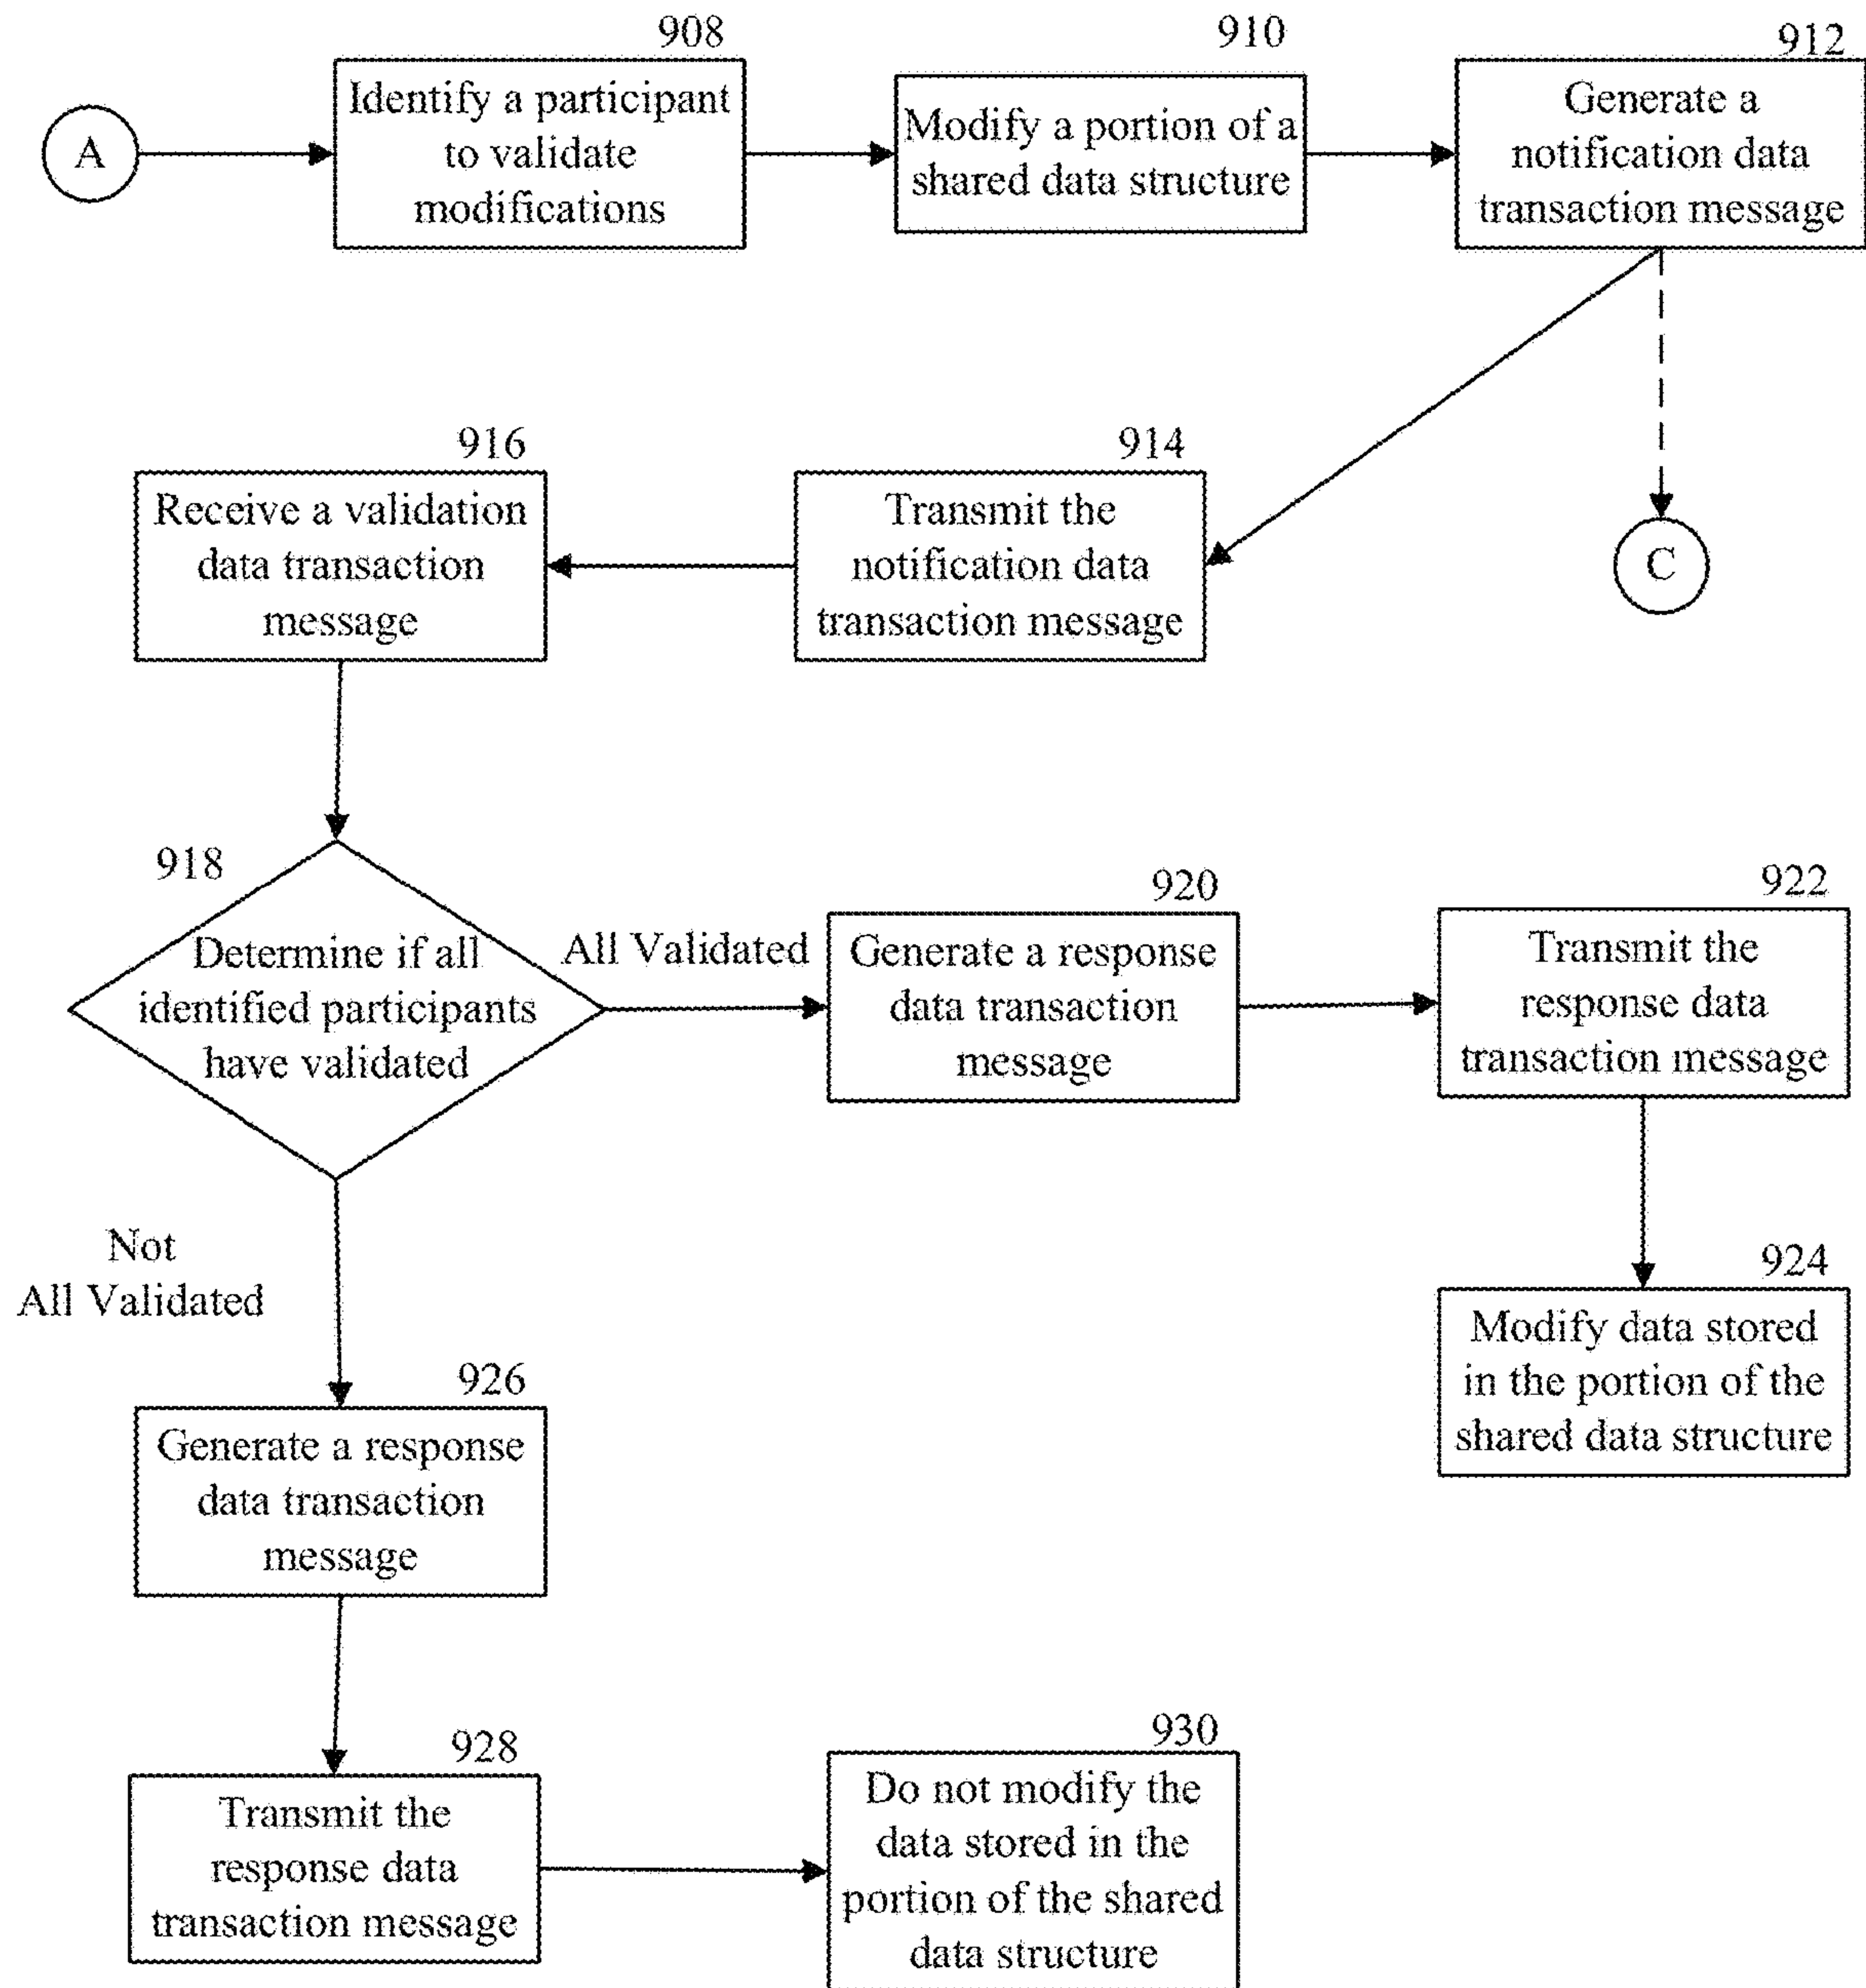 908
910
912
A
Identify a participant
to validate
modifications
Modify a portion of a
shared data structure
Generate a
notification data
transaction message
916
914
Receive a validation
data transaction
message
Transmit the
notification data
transaction message
C
918
Determine if all
identified participants
have validated
All Validated
920
Generate a response
data transaction
message
922
Transmit the
response data
transaction message
Not
All Validated
924
Modify data stored
in the portion of the
shared data structure
926
Generate a response
data transaction
message
928
Transmit the
response data
transaction message
930
Do not modify the
data stored in the
portion of the shared
data structure